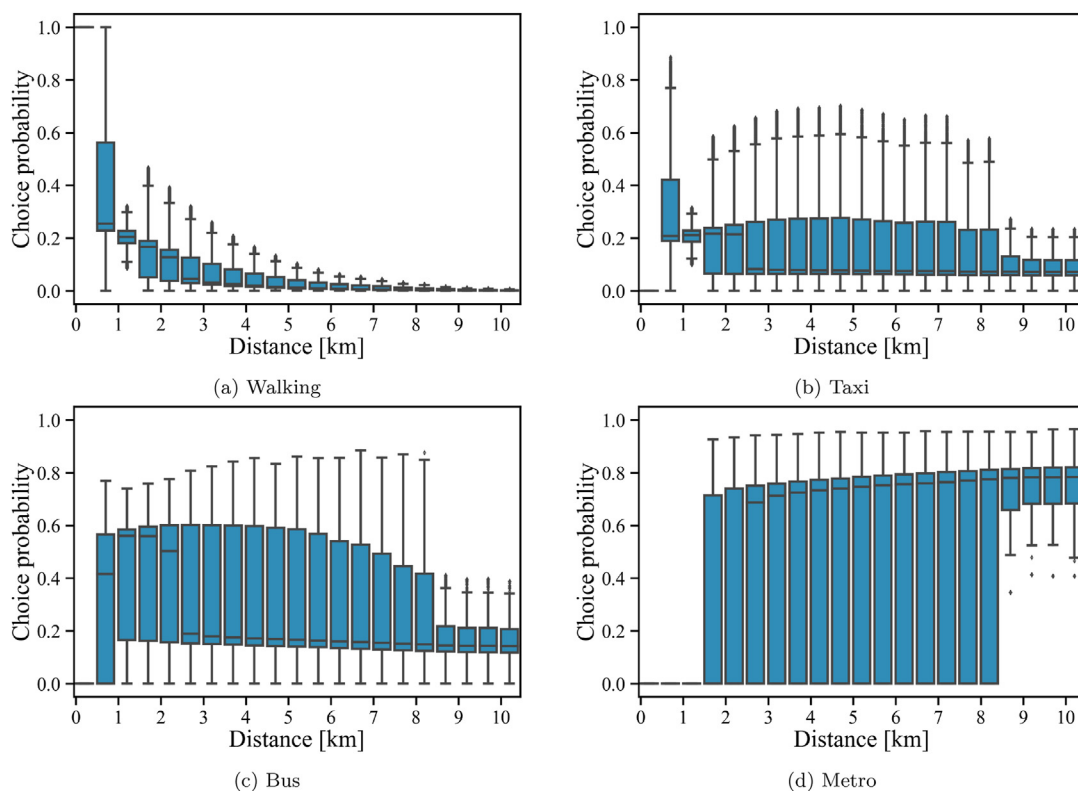 1.0
0.8
0.6
0.4
0.2
0.0
Choice probability
0 1 2 3 4 5 6 7 8 9 10
Distance [km]
(a) Walking
1.0
0.8
0.6
0.4
0.2
0.0
Choice probability
0 1 2 3 4 5 6 7 8 9 10
Distance [km]
(b) Taxi
1.0
0.8
0.6
0.4
0.2
0.0
Choice probability
0 1 2 3 4 5 6 7 8 9 10
Distance [km]
(c) Bus
1.0
0.8
0.6
0.4
0.2
0.0
Choice probability
0 1 2 3 4 5 6 7 8 9 10
Distance [km]
(d) Metro